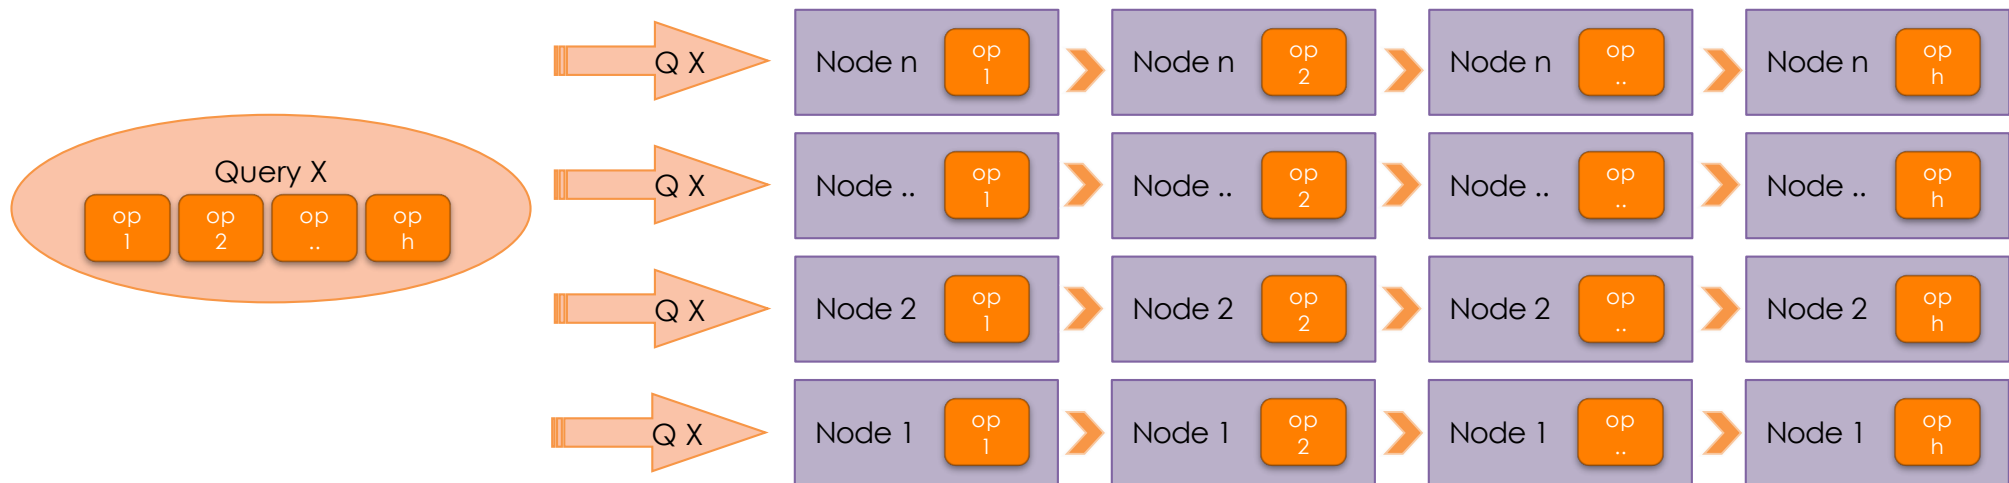 Query X
op
1
op
2
op
..
op
h
Q X
Node n
op
1
Node n
op
2
Node n
op
..
Node n
op
h
Q X
Node ..
op
1
Node ..
op
2
Node ..
op
..
Node ..
op
h
Q X
Node 2
op
1
Node 2
op
2
Node 2
op
..
Node 2
op
h
Q X
Node 1
op
1
Node 1
op
2
Node 1
op
..
Node 1
op
h